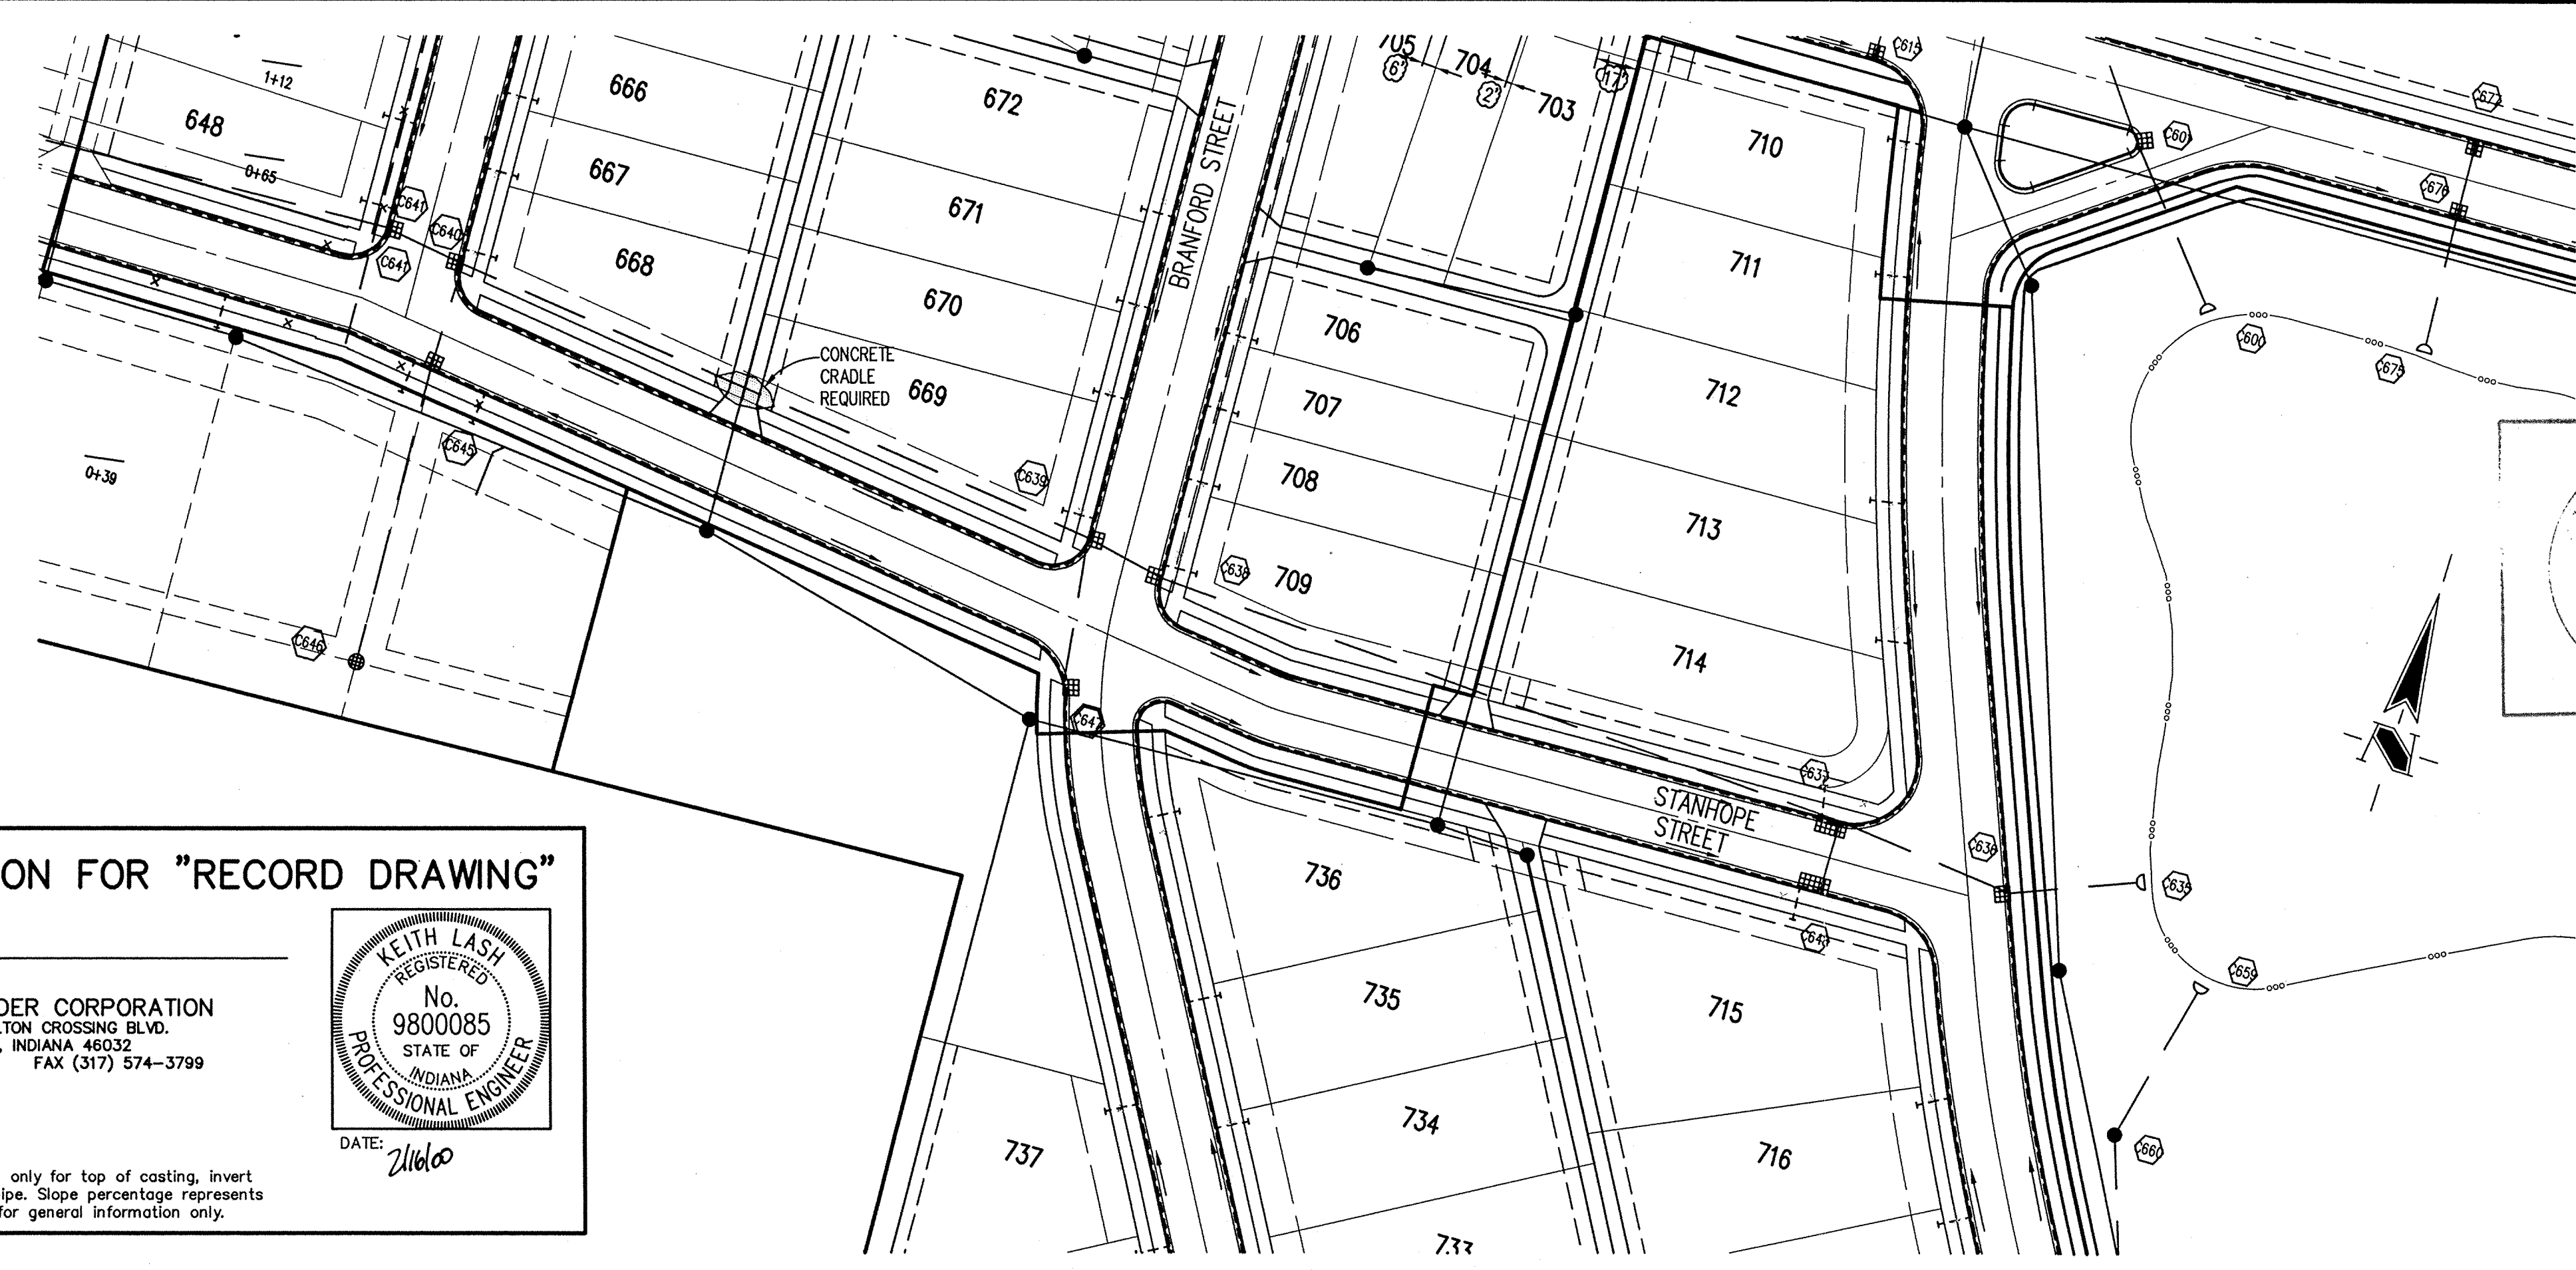 1+12
648
0+65
C641
C640
C641
666
667
668
672
671
670
669
BRANFORD STREET
CONCRETE
CRADLE
REQUIRED
C639
C638
705
6'
704
2'
703
17'
706
707
708
709
710
711
712
713
714
C615
C601
C672
C676
C600
C675
C645
0+39
C646
C647
C637
STANHOPE
STREET
C636
C635
C659
C660
736
735
734
733
737
715
716
ON FOR "RECORD DRAWING"
KEITH LASH
REGISTERED
No.
9800085
STATE OF
INDIANA
PROFESSIONAL ENGINEER
DER CORPORATION
LTON CROSSING BLVD.
, INDIANA 46032
FAX (317) 574-3799
DATE: 2/16/00
only for top of casting, invert
ipe. Slope percentage represents
for general information only.